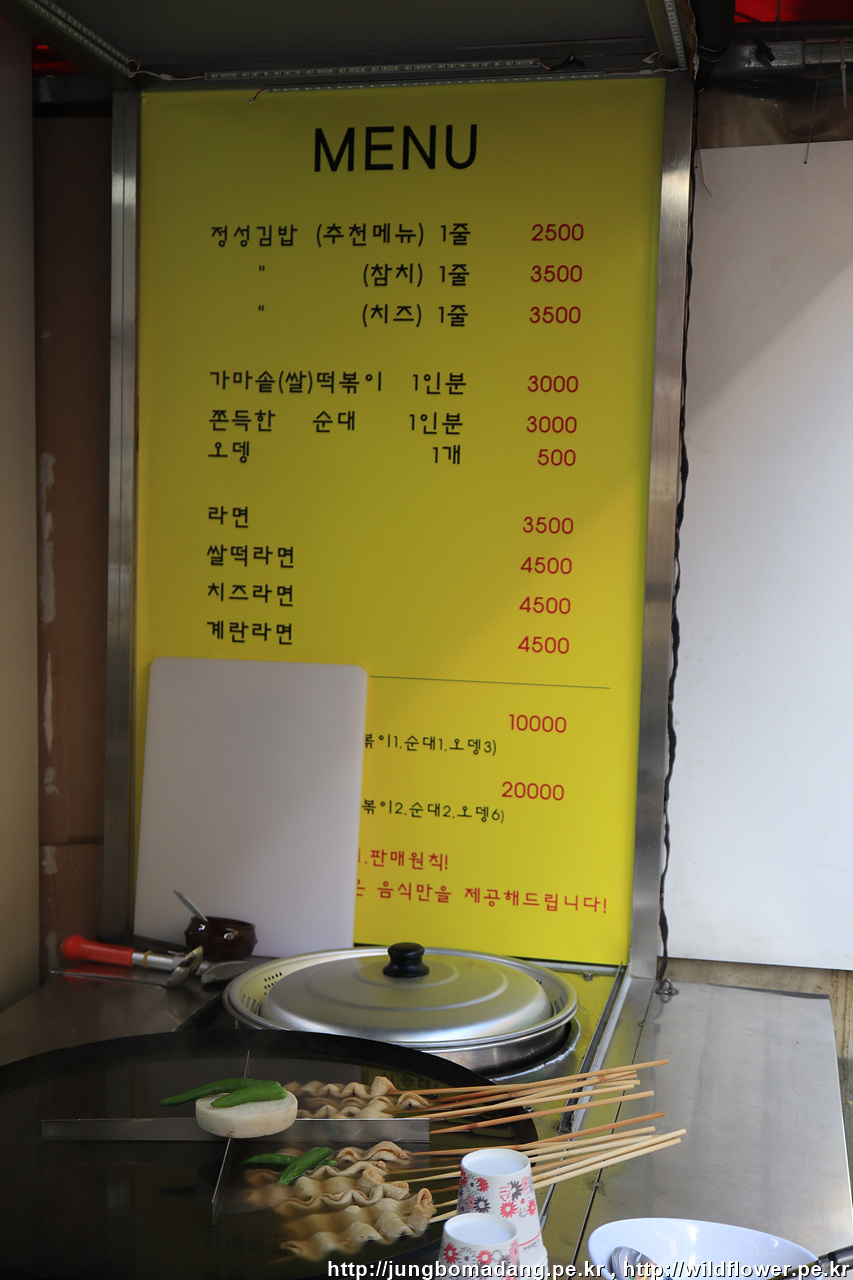 MENU
정성김밥 (추천메뉴) 1줄 2500
" (참치) 1줄 3500
" (치즈) 1줄 3500
가마솥(쌀)떡볶이 1인분 3000
쫀득한 순대 1인분 3000
오뎅 1개 500
라면 3500
쌀떡라면 4500
치즈라면 4500
계란라면 4500
10000
볶이1.순대1.오뎅3)
20000
볶이2.순대2.오뎅6)
.판매원칙!
은 음식만을 제공해드립니다!
http://jungbomadang.pe.kr , http://wildflower.pe.kr